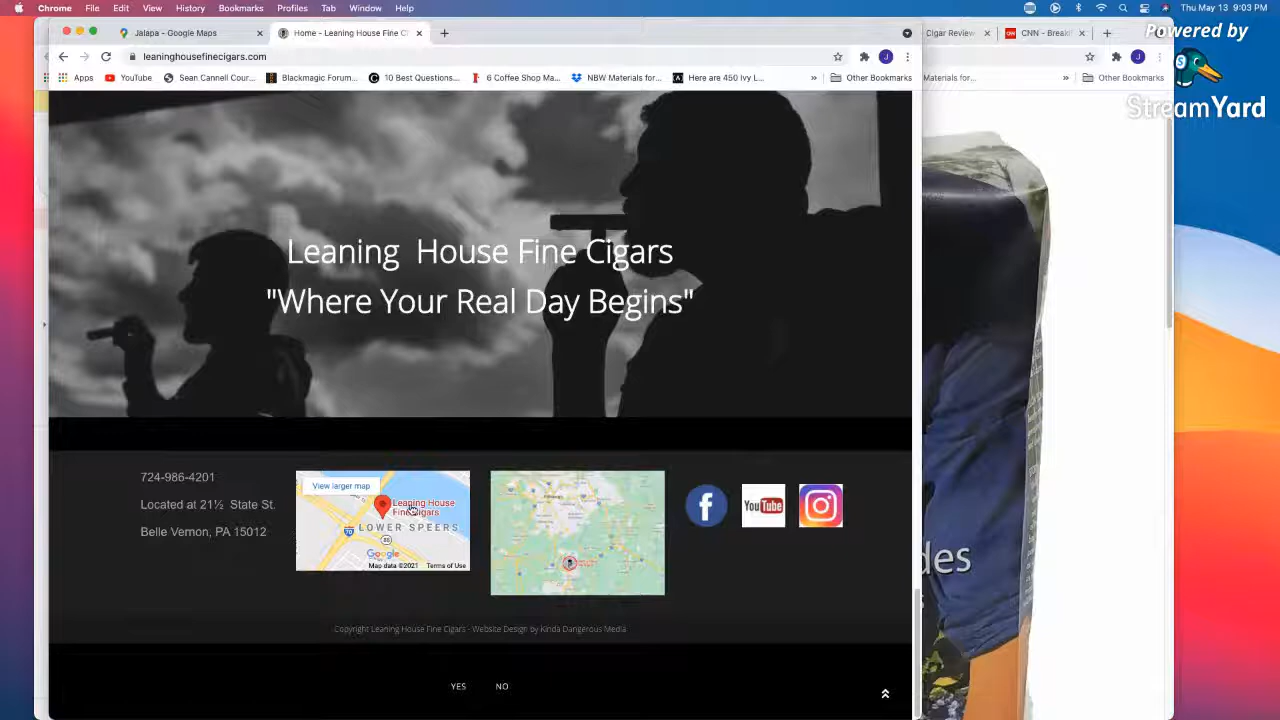 Chrome File Edit View History Bookmarks Profiles Tab Window Help
Thu May 13 9:03 PM
Jalapa - Google Maps
Home - Leaning House Fine C
Cigar Review
CNN - Break
leaninghousefinecigars.com
J
J
Apps YouTube Sean Cannell Cour... Blackmagic Forum... 10 Best Questions... 6 Coffee Shop Ma... NBW Materials for... Here are 450 Ivy L... » Other Bookmarks
Materials for... » Other Bookmarks
Powered by
StreamYard
Leaning House Fine Cigars
"Where Your Real Day Begins"
724-986-4201
Located at 21½ State St.
Belle Vernon, PA 15012
View larger map
Leaning House
Fine Cigars
LOWER SPEERS
70
88
Google
Map data ©2021 Terms of Use
You Tube
des
Copyright Leaning House Fine Cigars - Website Design by Kinda Dangerous Media
YES NO